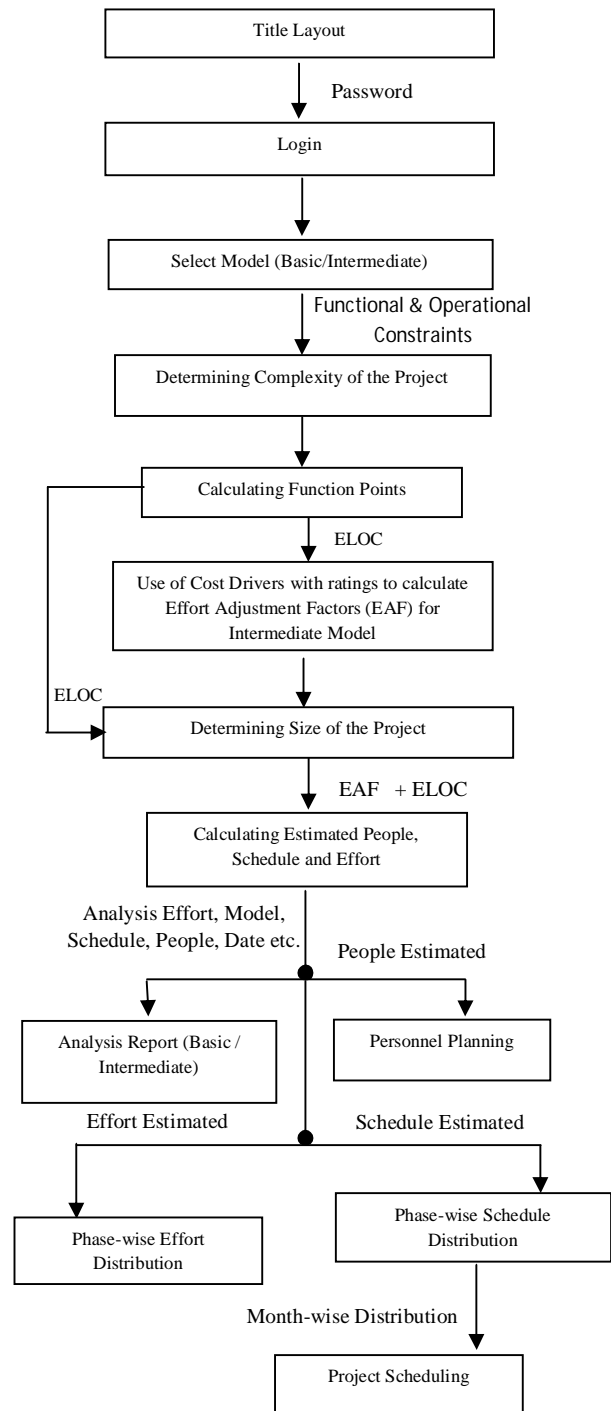 Title Layout
Password
Login
Select Model (Basic/Intermediate)
Functional & Operational
Constraints
Determining Complexity of the Project
Calculating Function Points
ELOC
Use of Cost Drivers with ratings to calculate
Effort Adjustment Factors (EAF) for
Intermediate Model
ELOC
Determining Size of the Project
EAF + ELOC
Calculating Estimated People,
Schedule and Effort
Analysis Effort, Model,
Schedule, People, Date etc.
People Estimated
Analysis Report (Basic /
Intermediate)
Personnel Planning
Effort Estimated
Schedule Estimated
Phase-wise Effort
Distribution
Phase-wise Schedule
Distribution
Month-wise Distribution
Project Scheduling